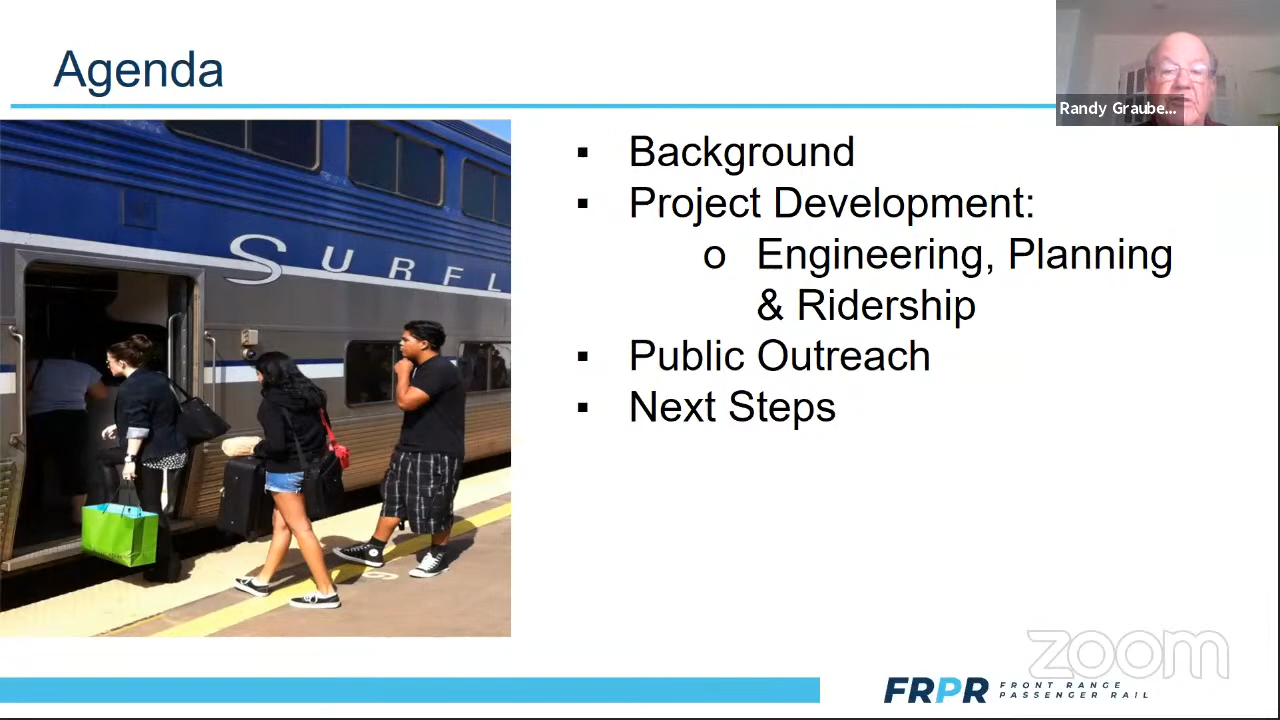 Agenda
Randy Graube...
SURFL
▪ Background
▪ Project Development:
o Engineering, Planning
& Ridership
▪ Public Outreach
▪ Next Steps
zoom
FRPR FRONT RANGE
PASSENGER RAIL